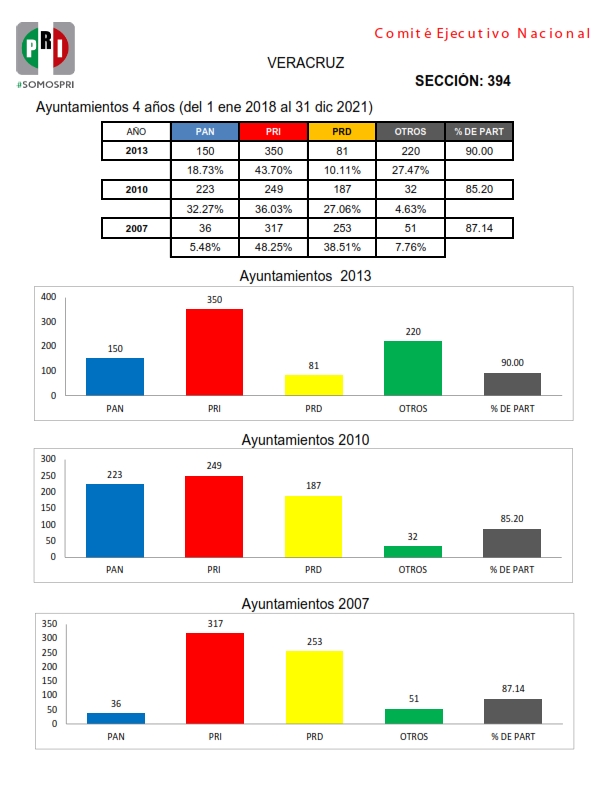 Comité Ejecutivo Nacional
PRI
#SOMOSPRI
VERACRUZ
SECCIÓN: 394
Ayuntamientos 4 años (del 1 ene 2018 al 31 dic 2021)
AÑO PAN PRI PRD OTROS % DE PART
2013 150 350 81 220 90.00
18.73% 43.70% 10.11% 27.47%
2010 223 249 187 32 85.20
32.27% 36.03% 27.06% 4.63%
2007 36 317 253 51 87.14
5.48% 48.25% 38.51% 7.76%
Ayuntamientos 2013
400
300
200
100
0
150 350 81 220 90.00
PAN PRI PRD OTROS % DE PART
Ayuntamientos 2010
300
250
200
150
100
50
0
223 249 187 32 85.20
PAN PRI PRD OTROS % DE PART
Ayuntamientos 2007
350
300
250
200
150
100
50
0
36 317 253 51 87.14
PAN PRI PRD OTROS % DE PART